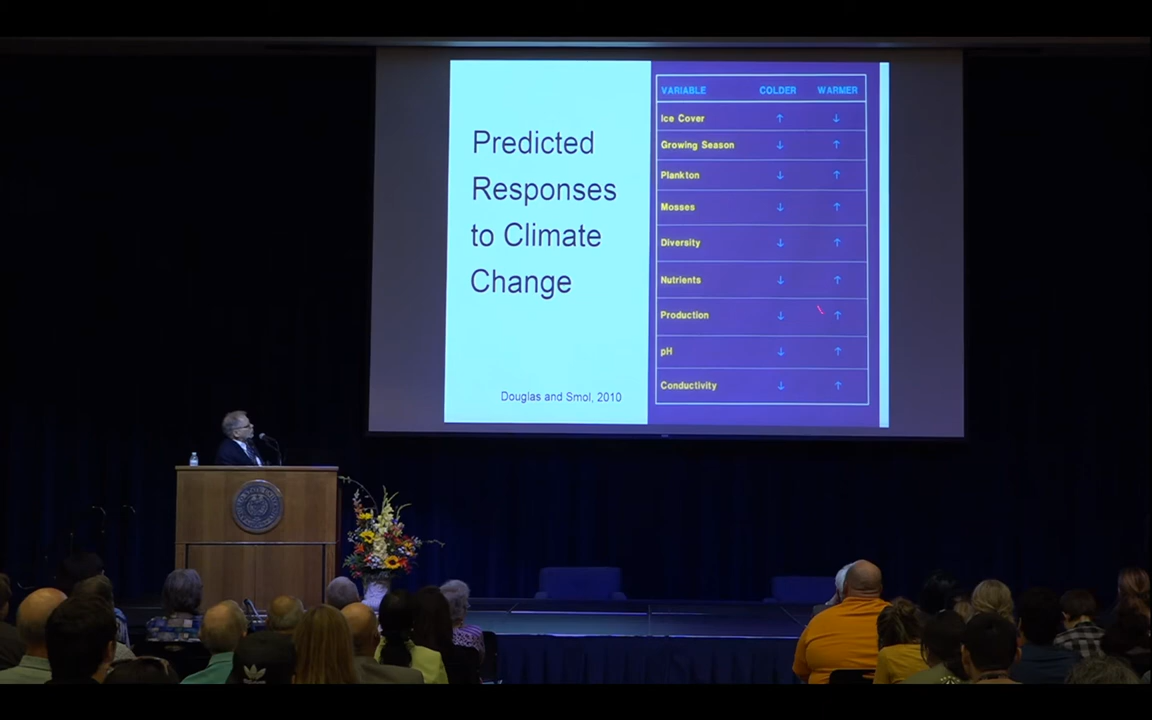 Predicted
Responses
to Climate
Change
Douglas and Smol, 2010
VARIABLE COLDER WARMER
Ice Cover ↑ ↓
Growing Season ↓ ↑
Plankton ↓ ↑
Mosses ↓ ↑
Diversity ↓ ↑
Nutrients ↓ ↑
Production ↓ ↑
pH ↓ ↑
Conductivity ↓ ↑